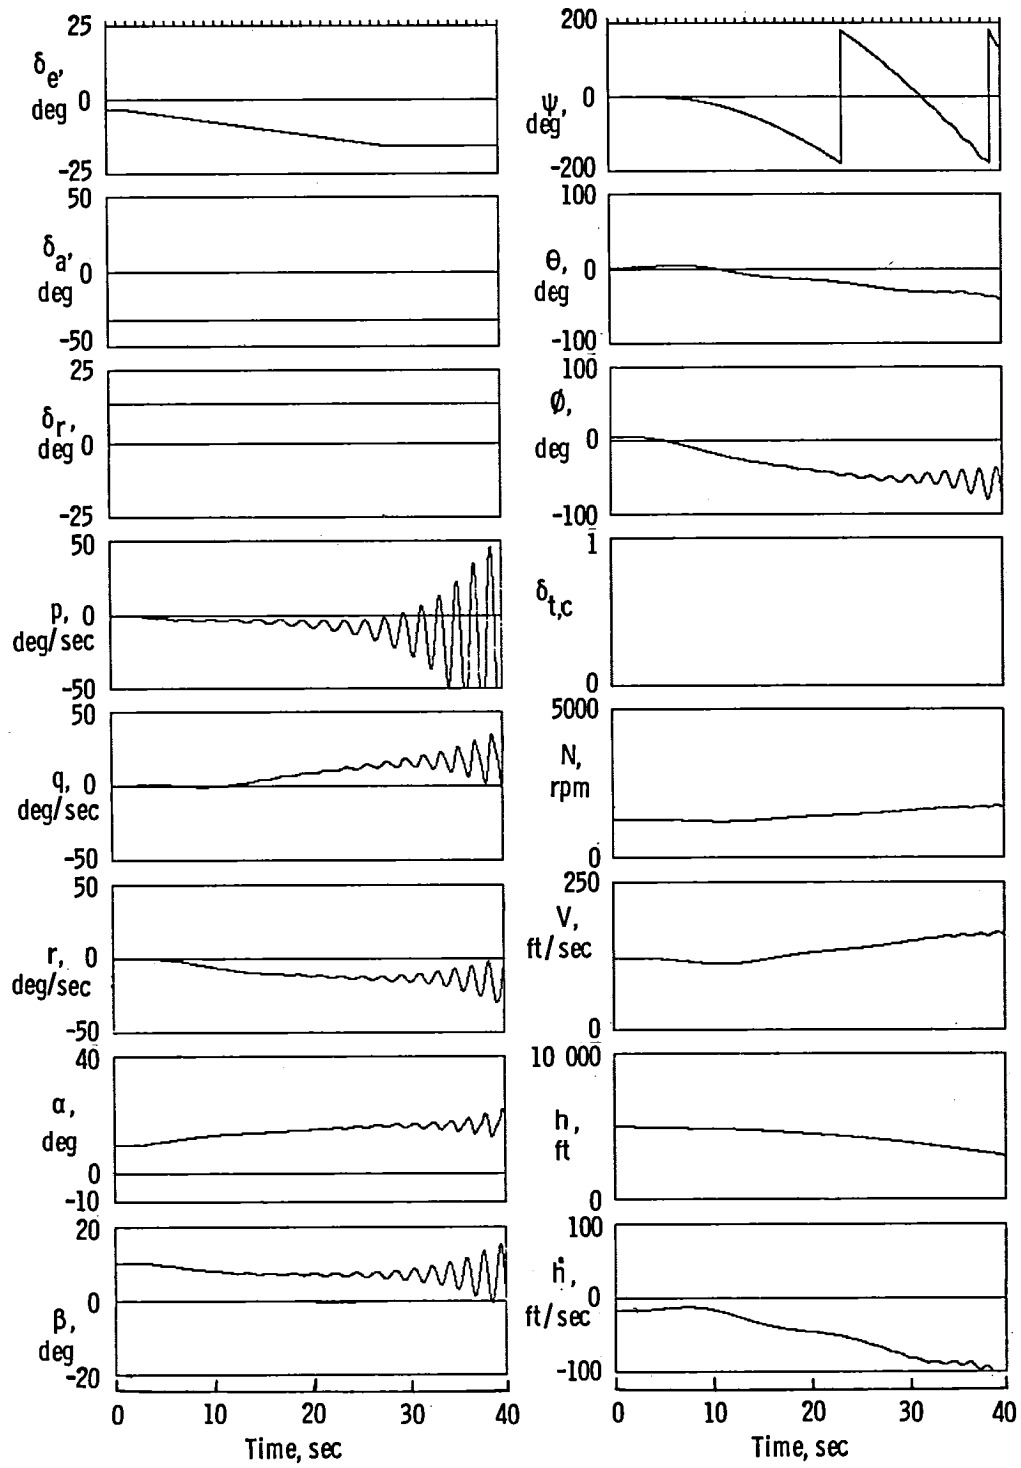 25
δe,
deg
0
-25
50
δa,
deg
0
-50
25
δr,
deg
0
-25
50
p,
deg/sec
0
-50
50
q,
deg/sec
0
-50
50
r,
deg/sec
0
-50
40
α,
deg
0
-10
20
β,
deg
0
-20
0 10 20 30 40
Time, sec
200
ψ,
deg
0
-200
100
θ,
deg
0
-100
100
Ø,
deg
0
-100
1
δt,c
0
5000
N,
rpm
0
250
V,
ft/sec
0
10 000
h,
ft
0
100
ḣ,
ft/sec
0
-100
0 10 20 30 40
Time, sec